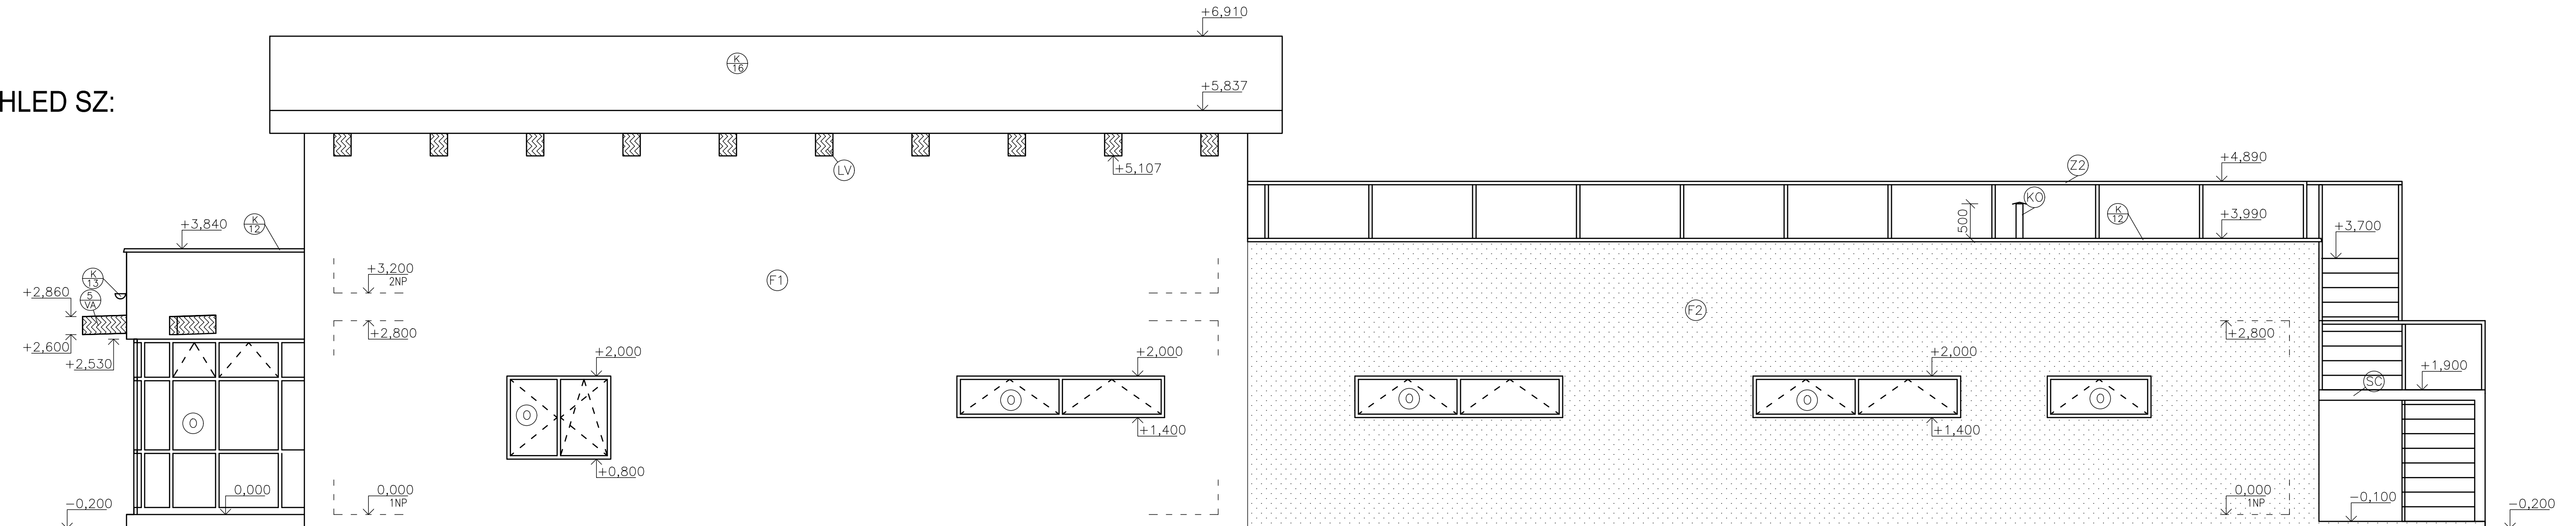 +6,910
K
16
+5,837
HLED SZ:
LV
+5,107
+4,890
Z2
KO
K
12
500
+3,990
+3,700
+3,840
K
12
K
13
5
VA
+2,860
+2,600
+2,530
+3,200
2NP
+2,800
F1
F2
+2,800
+2,000
+2,000
+2,000
+1,900
SC
O
O
O
O
O
O
+1,400
+1,400
+0,800
0,000
0,000
1NP
0,000
1NP
-0,100
-0,200
-0,200